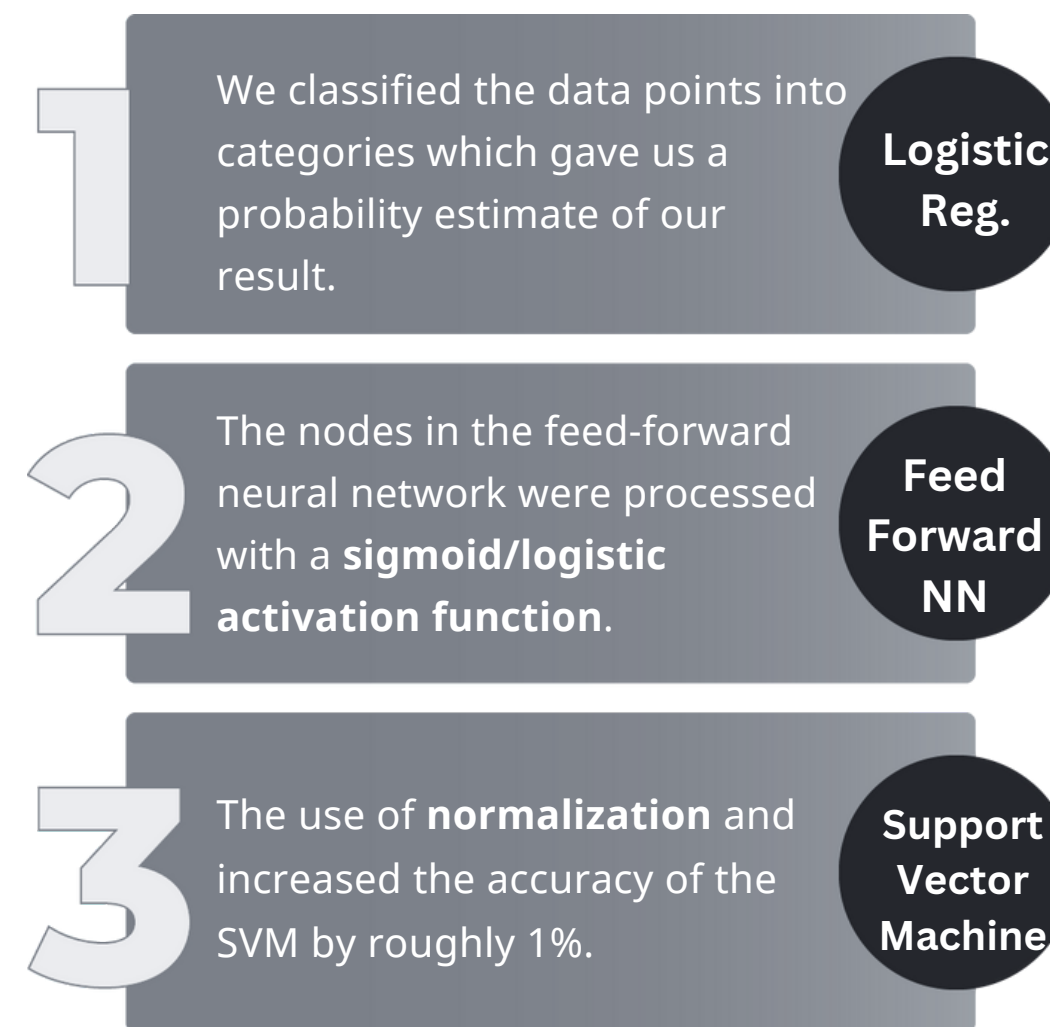 1
We classified the data points into
categories which gave us a
probability estimate of our
result.
Logistic
Reg.
2
The nodes in the feed-forward
neural network were processed
with a sigmoid/logistic
activation function.
Feed
Forward
NN
3
The use of normalization and
increased the accuracy of the
SVM by roughly 1%.
Support
Vector
Machine